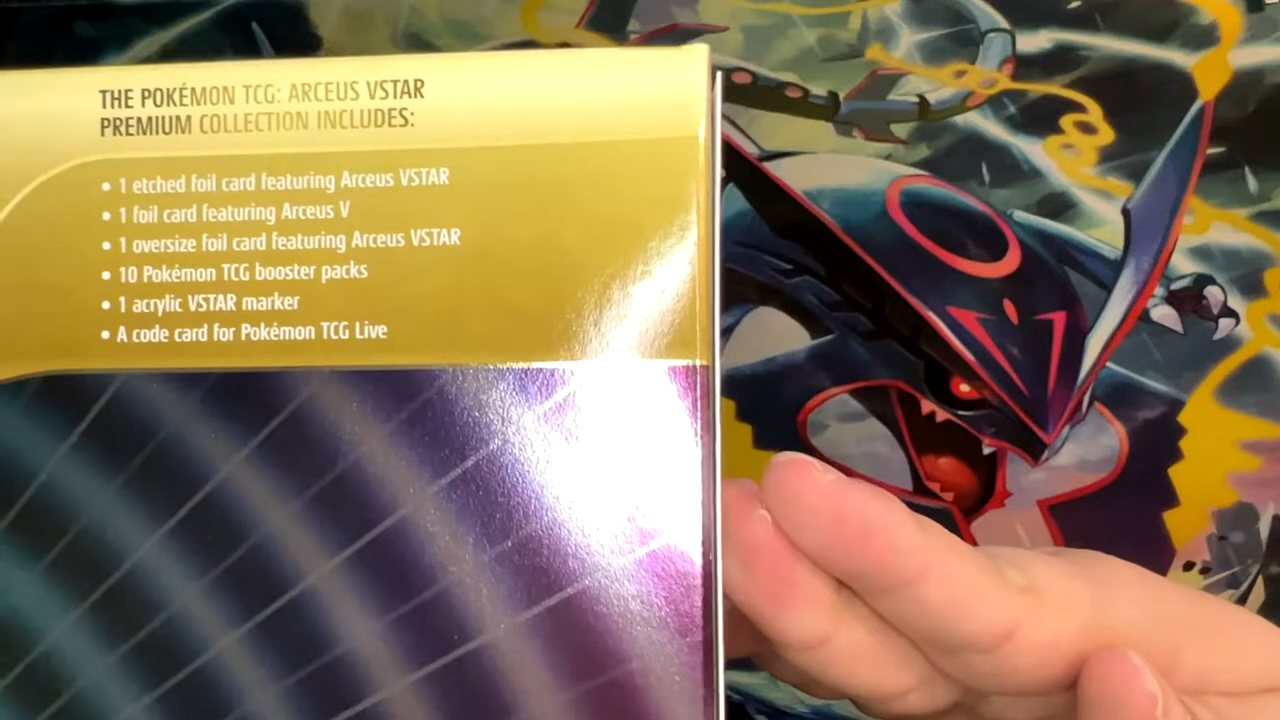 THE POKÉMON TCG: ARCEUS VSTAR
PREMIUM COLLECTION INCLUDES:
• 1 etched foil card featuring Arceus VSTAR
• 1 foil card featuring Arceus V
• 1 oversize foil card featuring Arceus VSTAR
• 10 Pokémon TCG booster packs
• 1 acrylic VSTAR marker
• A code card for Pokémon TCG Live